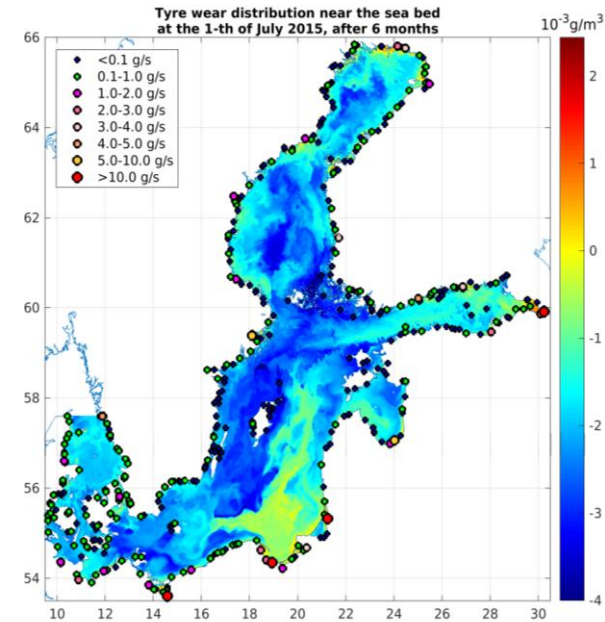 Tyre wear distribution near the sea bed
at the 1-th of July 2015, after 6 months
10⁻³g/m³
<0.1 g/s
0.1-1.0 g/s
1.0-2.0 g/s
2.0-3.0 g/s
3.0-4.0 g/s
4.0-5.0 g/s
5.0-10.0 g/s
>10.0 g/s
66
64
62
60
58
56
54
10 12 14 16 18 20 22 24 26 28 30
2
1
0
-1
-2
-3
-4